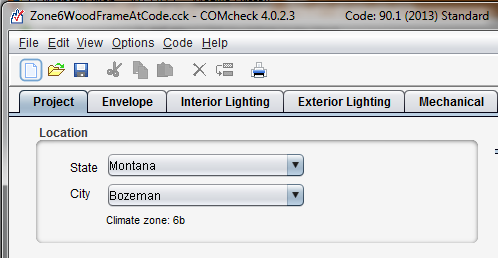 Zone6WoodFrameAtCode.cck - COMcheck 4.0.2.3 Code: 90.1 (2013) Standard
File Edit View Options Code Help
Project Envelope Interior Lighting Exterior Lighting Mechanical
Location
State Montana
City Bozeman
Climate zone: 6b